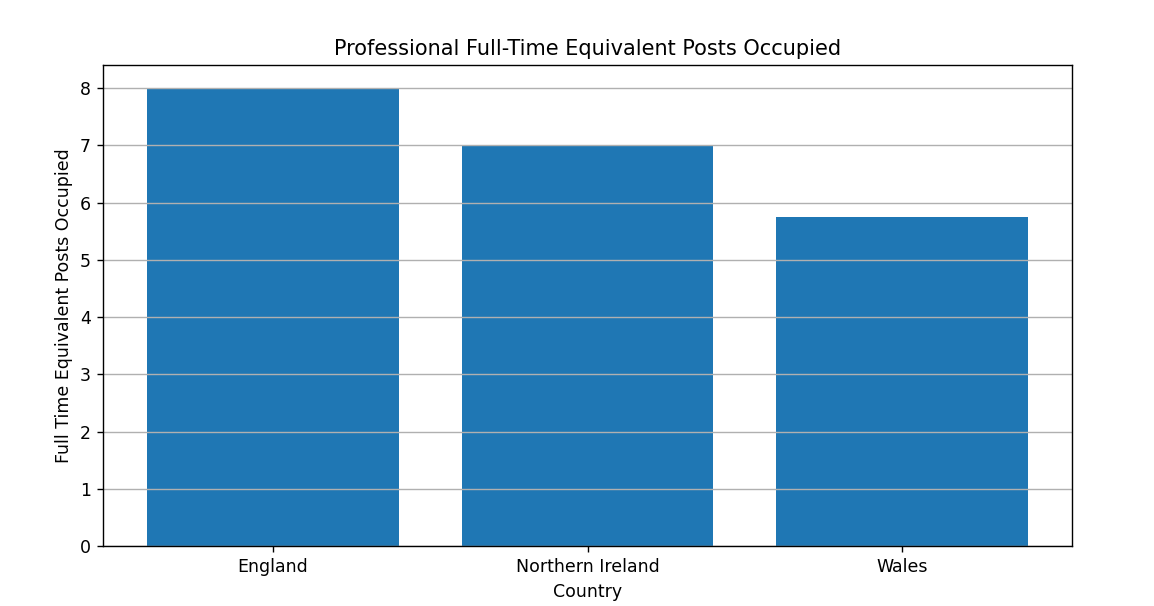 Professional Full-Time Equivalent Posts Occupied
Full Time Equivalent Posts Occupied
8
7
6
5
4
3
2
1
0
England
Northern Ireland
Wales
Country